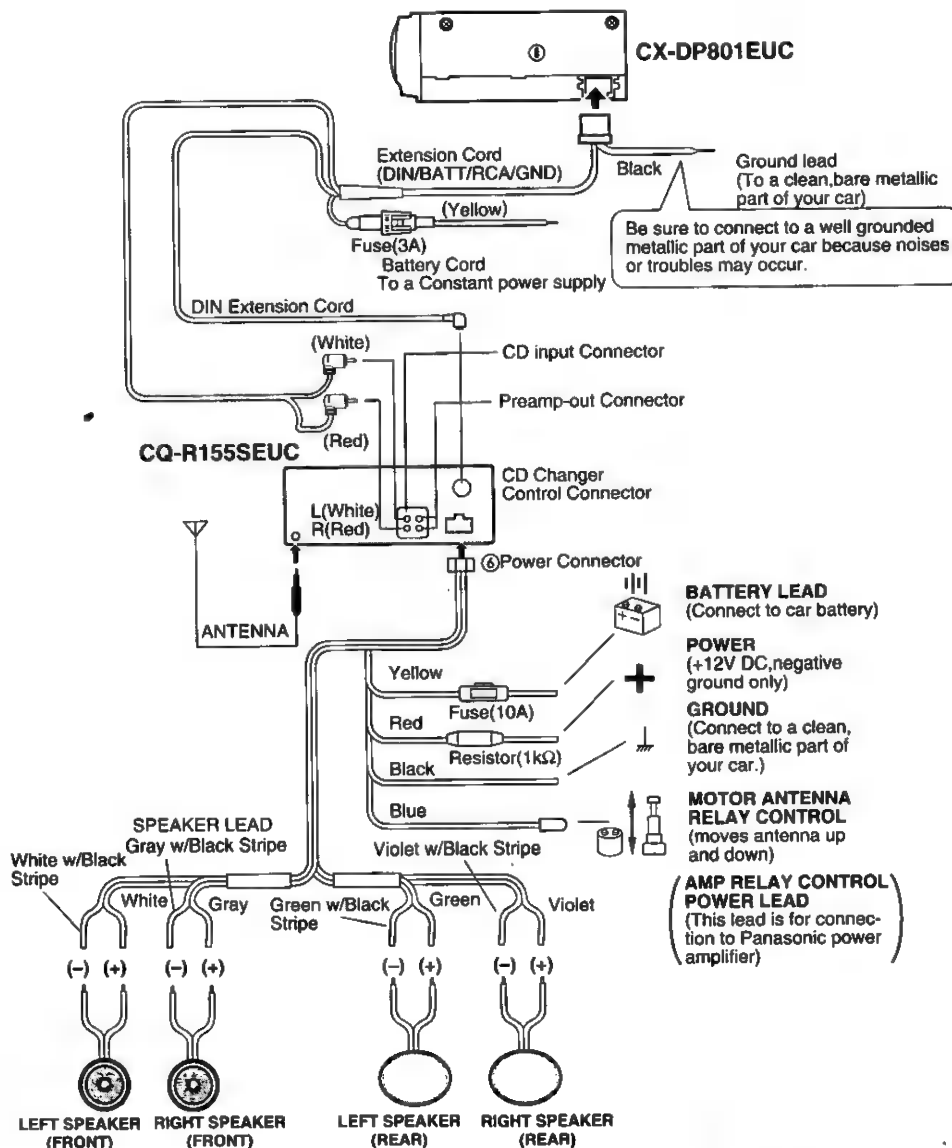 CX-DP801EUC
Extension Cord
(DIN/BATT/RCA/GND)
Black
Ground lead
(To a clean,bare metallic
part of your car)
(Yellow)
Be sure to connect to a well grounded
metallic part of your car because noises
or troubles may occur.
Fuse(3A)
Battery Cord
To a Constant power supply
DIN Extension Cord
(White)
CD input Connector
Preamp-out Connector
(Red)
CQ-R155SEUC
CD Changer
Control Connector
L(White)
R(Red)
⑥Power Connector
ANTENNA
BATTERY LEAD
(Connect to car battery)
Yellow
Fuse(10A)
POWER
(+12V DC,negative
ground only)
Red
Resistor(1kΩ)
GROUND
(Connect to a clean,
bare metallic part of
your car.)
Black
Blue
MOTOR ANTENNA
RELAY CONTROL
(moves antenna up
and down)
AMP RELAY CONTROL
POWER LEAD
(This lead is for connec-
tion to Panasonic power
amplifier)
SPEAKER LEAD
Gray w/Black Stripe
White w/Black
Stripe
White
Gray
Violet w/Black Stripe
Green w/Black
Stripe
Green
Violet
(-) (+) (-) (+) (-) (+) (-) (+)
LEFT SPEAKER
(FRONT)
RIGHT SPEAKER
(FRONT)
LEFT SPEAKER
(REAR)
RIGHT SPEAKER
(REAR)